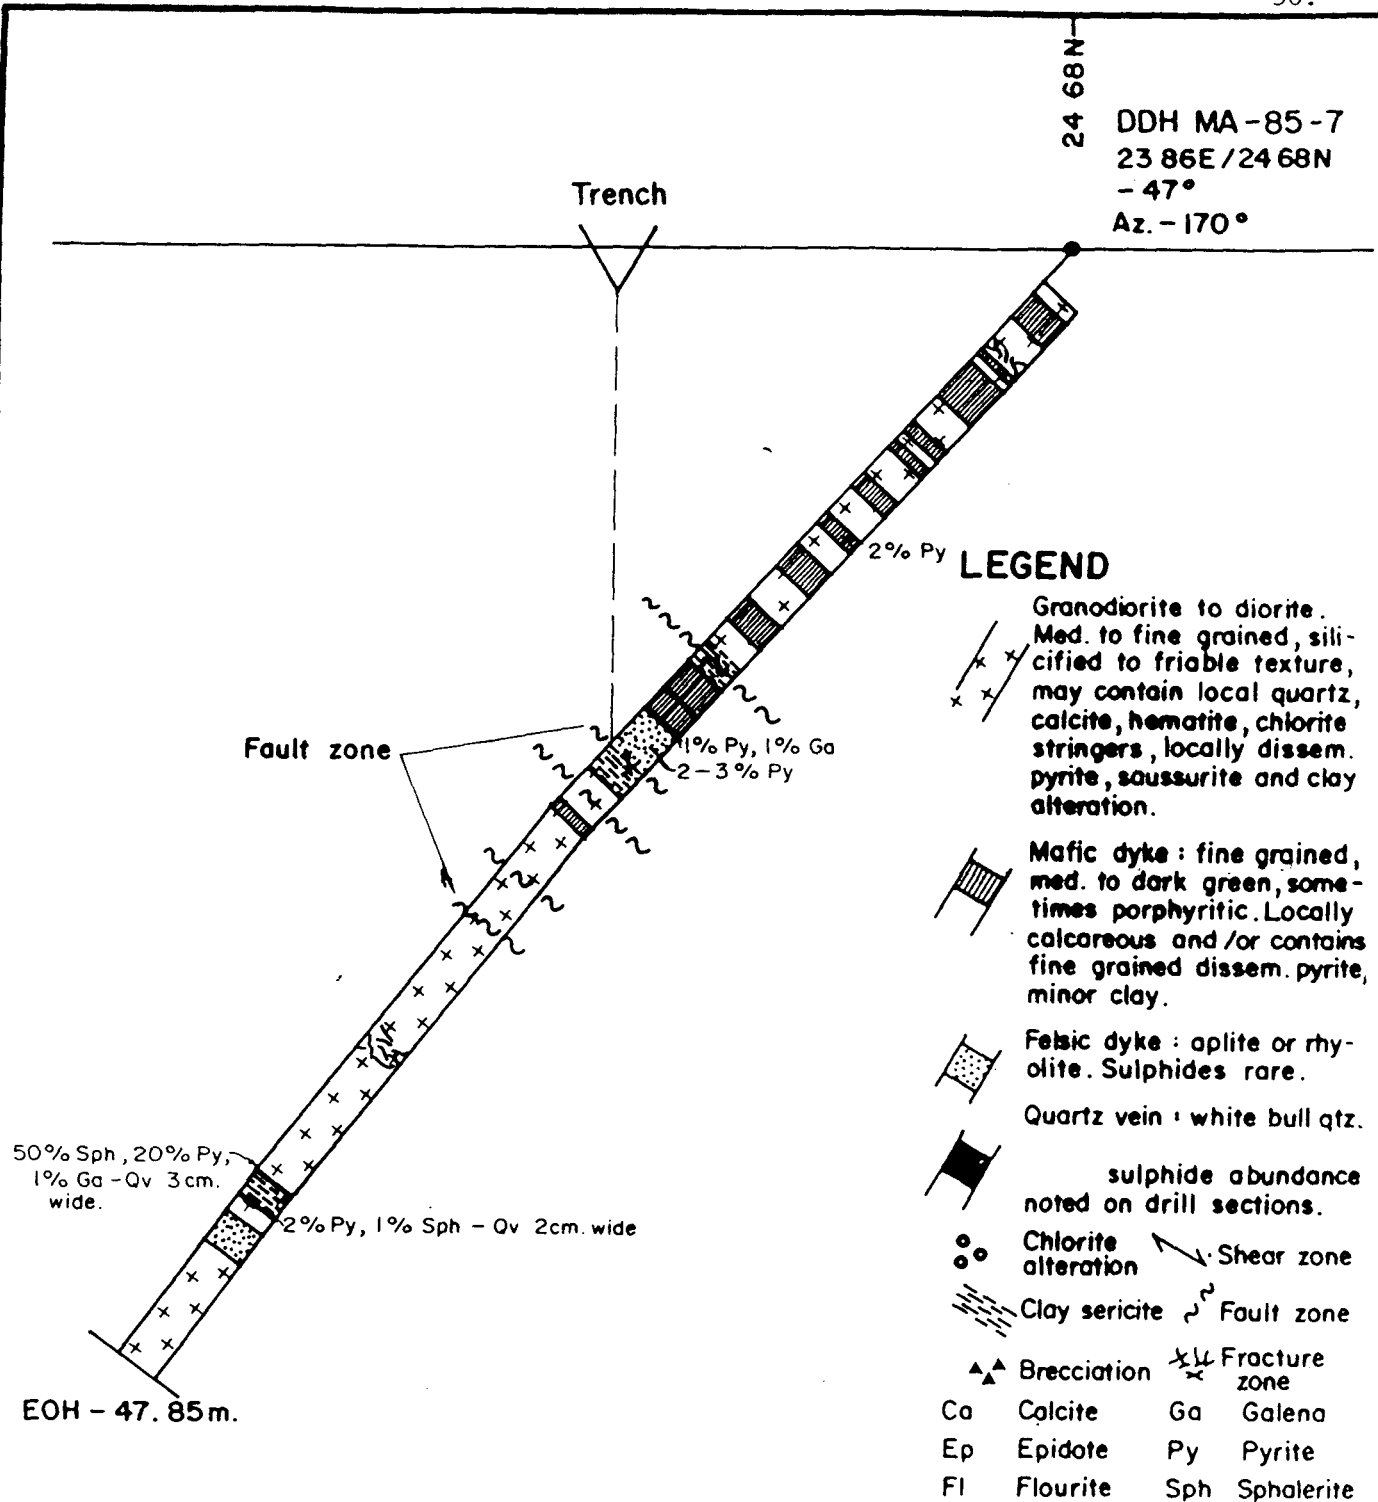 24 68N
DDH MA-85-7
23 86E/24 68N
-47°
Az.-170°
Trench
2% Py
LEGEND
Granodiorite to diorite.
Med. to fine grained, sili-
cified to friable texture,
may contain local quartz,
calcite, hematite, chlorite
stringers, locally dissem.
pyrite, saussurite and clay
alteration.
Fault zone
1% Py, 1% Ga
2-3% Py
Mafic dyke: fine grained,
med. to dark green, some-
times porphyritic. Locally
calcareous and/or contains
fine grained dissem. pyrite,
minor clay.
Felsic dyke: aplite or rhy-
olite. Sulphides rare.
Quartz vein: white bull qtz.
sulphide abundance
noted on drill sections.
50% Sph, 20% Py,
1% Ga-Qv 3cm.
wide.
2% Py, 1% Sph - Qv 2cm. wide
Chlorite
alteration
Shear zone
Clay sericite
Fault zone
Brecciation
Fracture
zone
EOH - 47.85m.
Ca Calcite Ga Galena
Ep Epidote Py Pyrite
Fl Flourite Sph Sphalerite